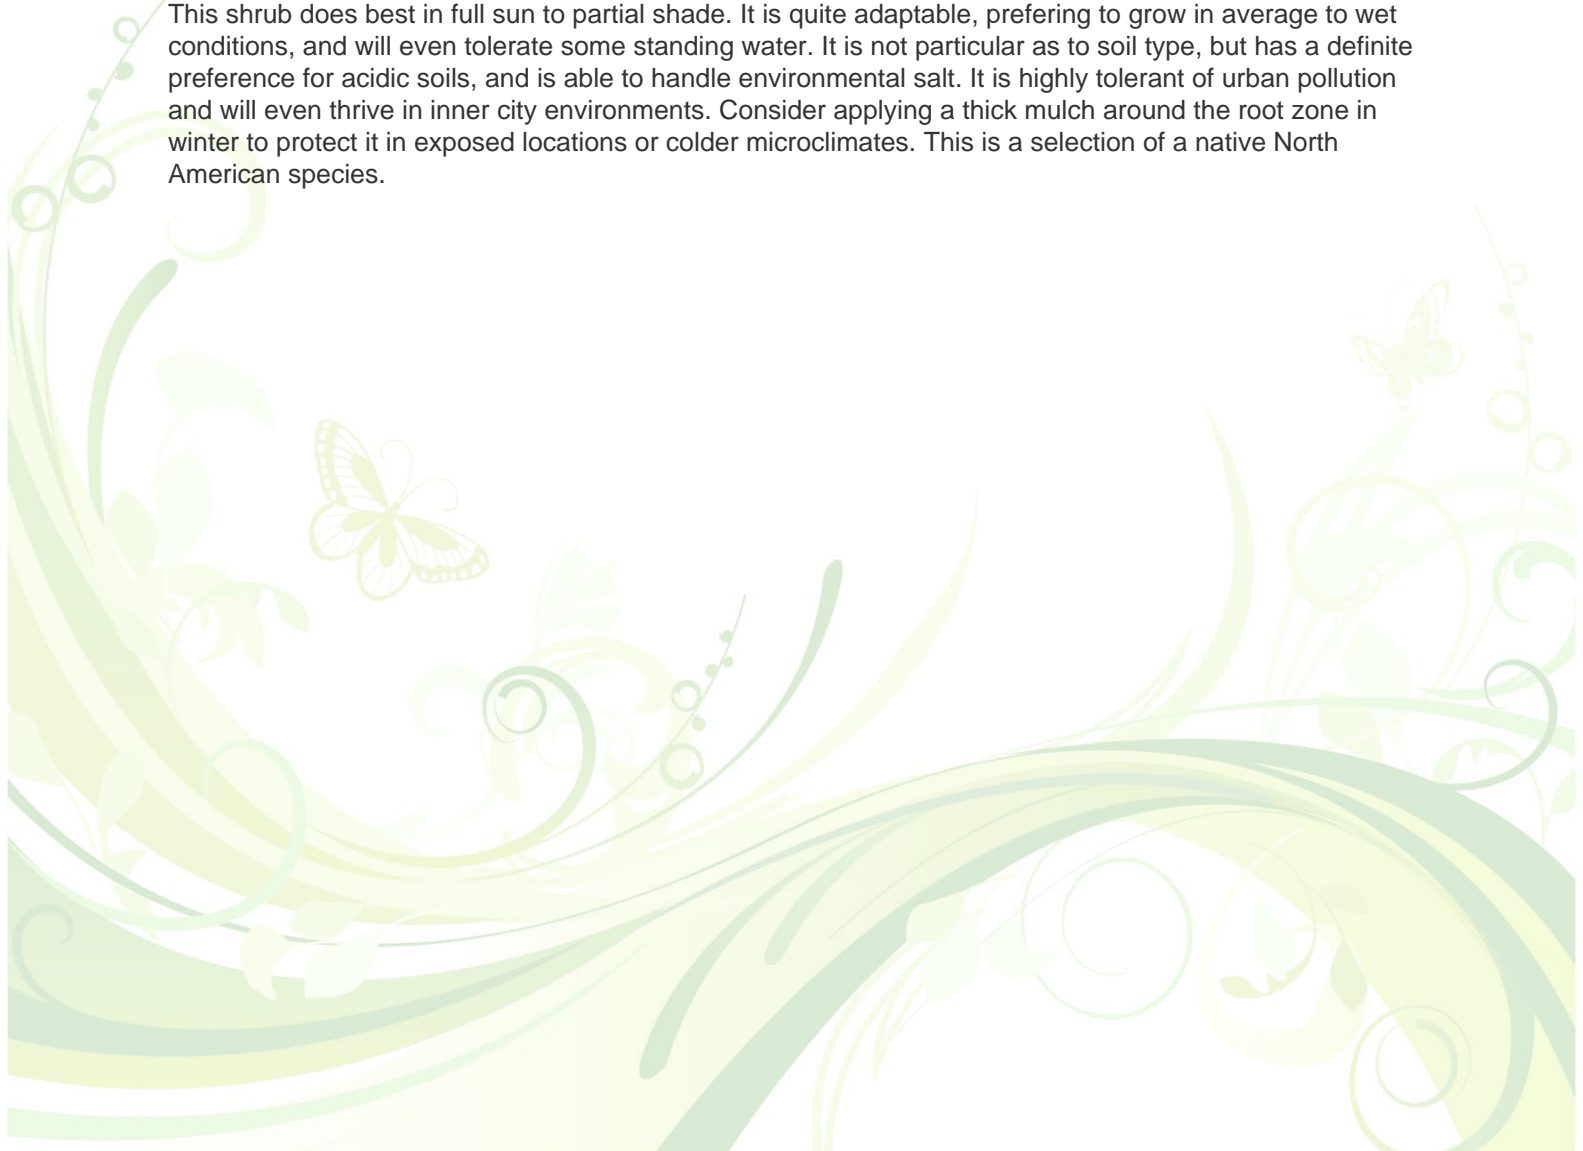 This shrub does best in full sun to partial shade. It is quite adaptable, prefering to grow in average to wet
conditions, and will even tolerate some standing water. It is not particular as to soil type, but has a definite
preference for acidic soils, and is able to handle environmental salt. It is highly tolerant of urban pollution
and will even thrive in inner city environments. Consider applying a thick mulch around the root zone in
winter to protect it in exposed locations or colder microclimates. This is a selection of a native North
American species.